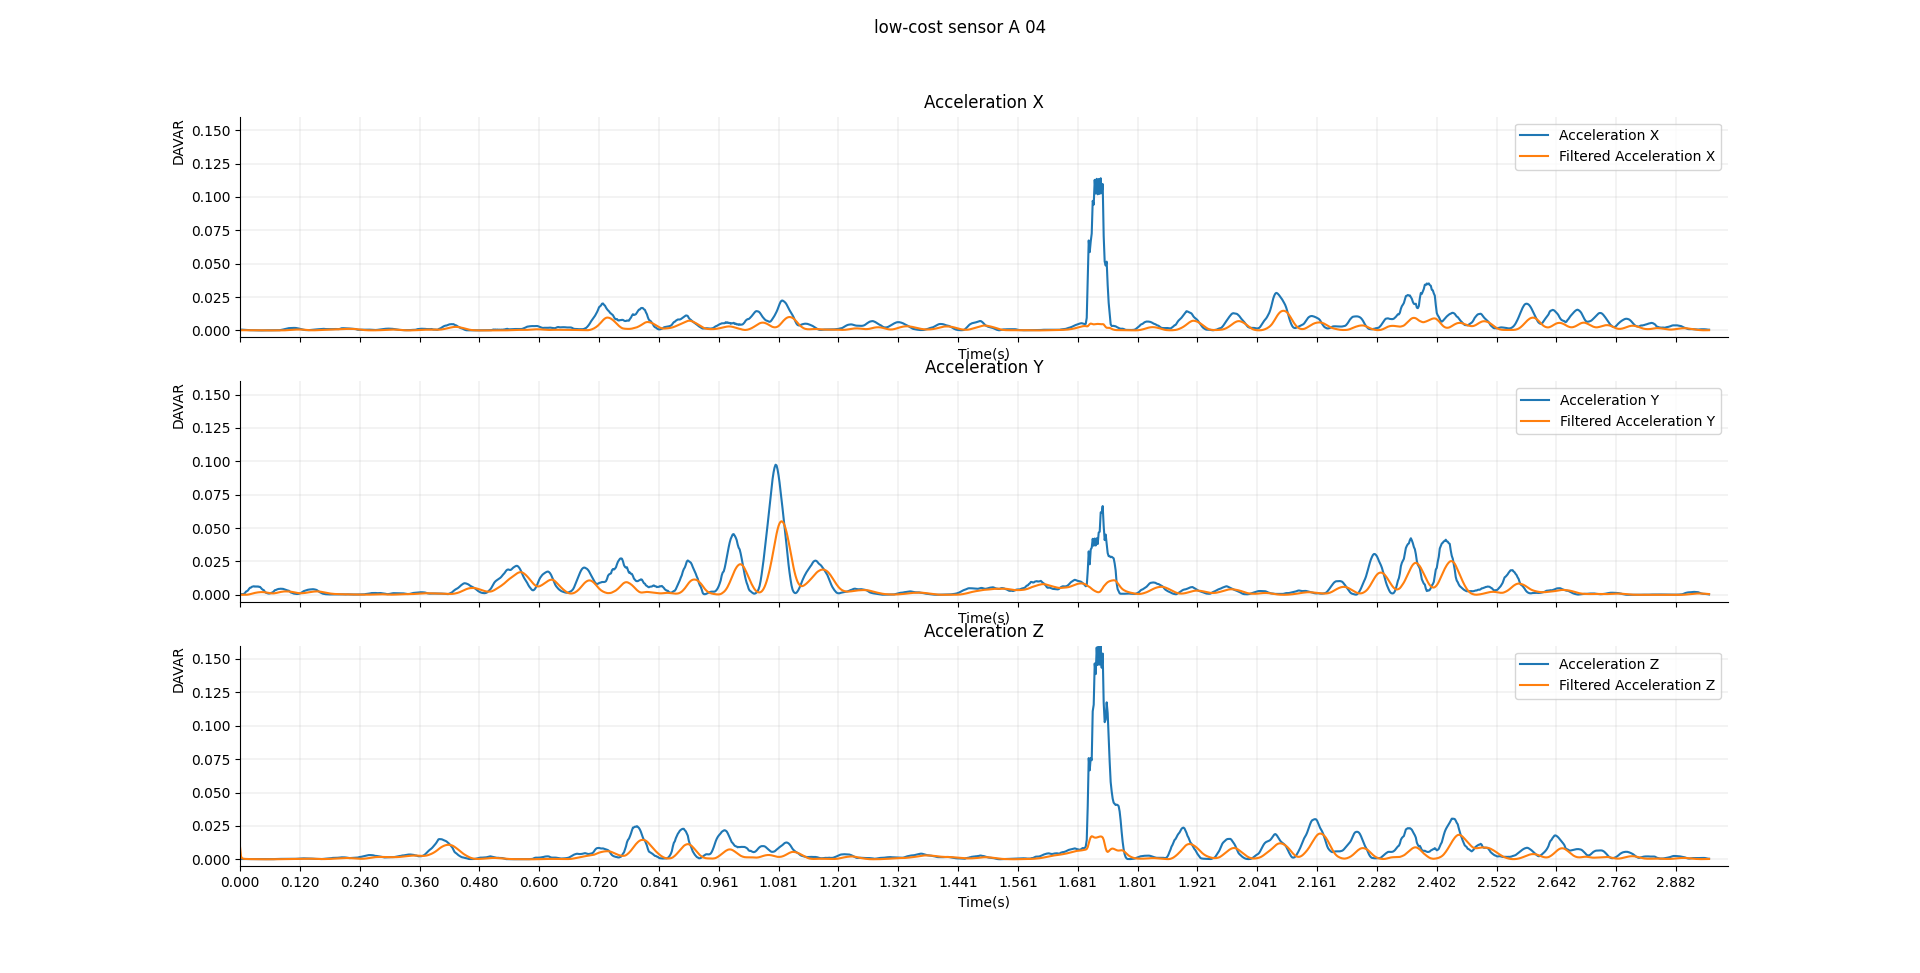 low-cost sensor A 04
Acceleration X
DAVAR
0.150
0.125
0.100
0.075
0.050
0.025
0.000
Acceleration X
Filtered Acceleration X
Time(s)
Acceleration Y
DAVAR
0.150
0.125
0.100
0.075
0.050
0.025
0.000
Acceleration Y
Filtered Acceleration Y
Time(s)
Acceleration Z
DAVAR
0.150
0.125
0.100
0.075
0.050
0.025
0.000
Acceleration Z
Filtered Acceleration Z
0.000 0.120 0.240 0.360 0.480 0.600 0.720 0.841 0.961 1.081 1.201 1.321 1.441 1.561 1.681 1.801 1.921 2.041 2.161 2.282 2.402 2.522 2.642 2.762 2.882
Time(s)